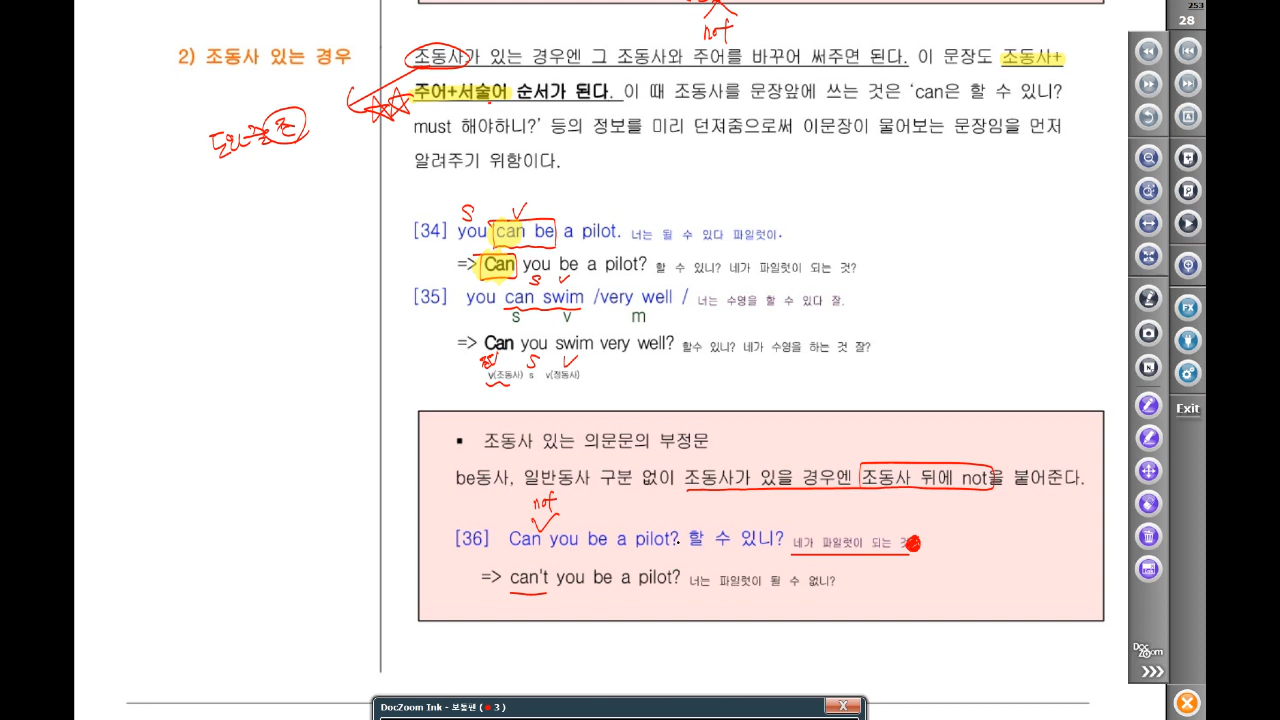 253
28
not
2) 조동사 있는 경우
조동사가 있는 경우엔 그 조동사와 주어를 바꾸어 써주면 된다. 이 문장도 조동사+
주어+서술어 순서가 된다. 이 때 조동사를 문장앞에 쓰는 것은 'can은 할 수 있니?
must 해야하니?' 등의 정보를 미리 던져줌으로써 이문장이 물어보는 문장임을 먼저
알려주기 위함이다.
S V
[34] you can be a pilot. 너는 될 수 있다 파일럿이.
=> Can you be a pilot? 할 수 있니? 네가 파일럿이 되는 것?
S V
[35] you can swim /very well / 너는 수영을 할 수 있다 잘.
s v m
=> Can you swim very well? 할수 있니? 네가 수영을 하는 것 잘?
S V
v(조동사) s v(정동사)
Exit
▪ 조동사 있는 의문문의 부정문
be동사, 일반동사 구분 없이 조동사가 있을 경우엔 조동사 뒤에 not을 붙어준다.
not
[36] Can you be a pilot? 할 수 있니? 네가 파일럿이 되는
=> can't you be a pilot? 너는 파일럿이 될 수 없니?
DocZoom
DocZoom Ink - 보통펜 ( 3 )